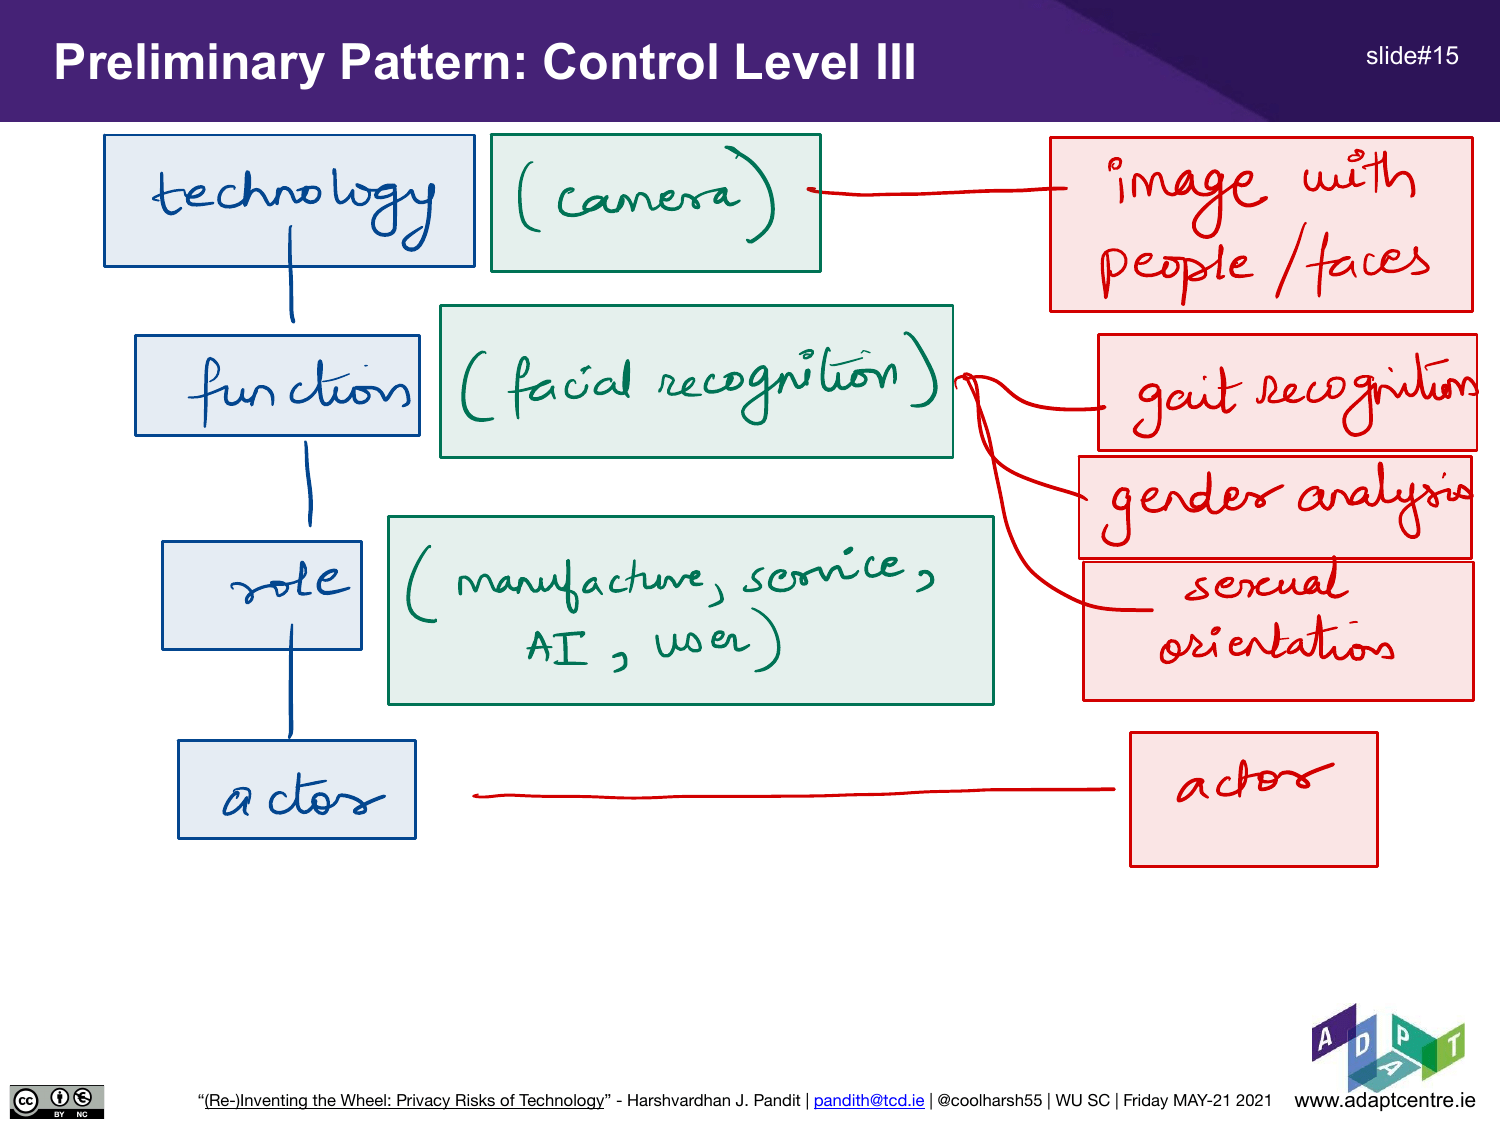 Preliminary Pattern: Control Level III
slide#15
technology
(camera)
image with
people/faces
function
(facial recognition)
gait recognition
gender analysis
role
(manufacture, service,
AI, user)
sexual
orientation
actor
actor
ADAPT
CC BY NC
“(Re-)Inventing the Wheel: Privacy Risks of Technology” - Harshvardhan J. Pandit | pandith@tcd.ie | @coolharsh55 | WU SC | Friday MAY-21 2021
www.adaptcentre.ie